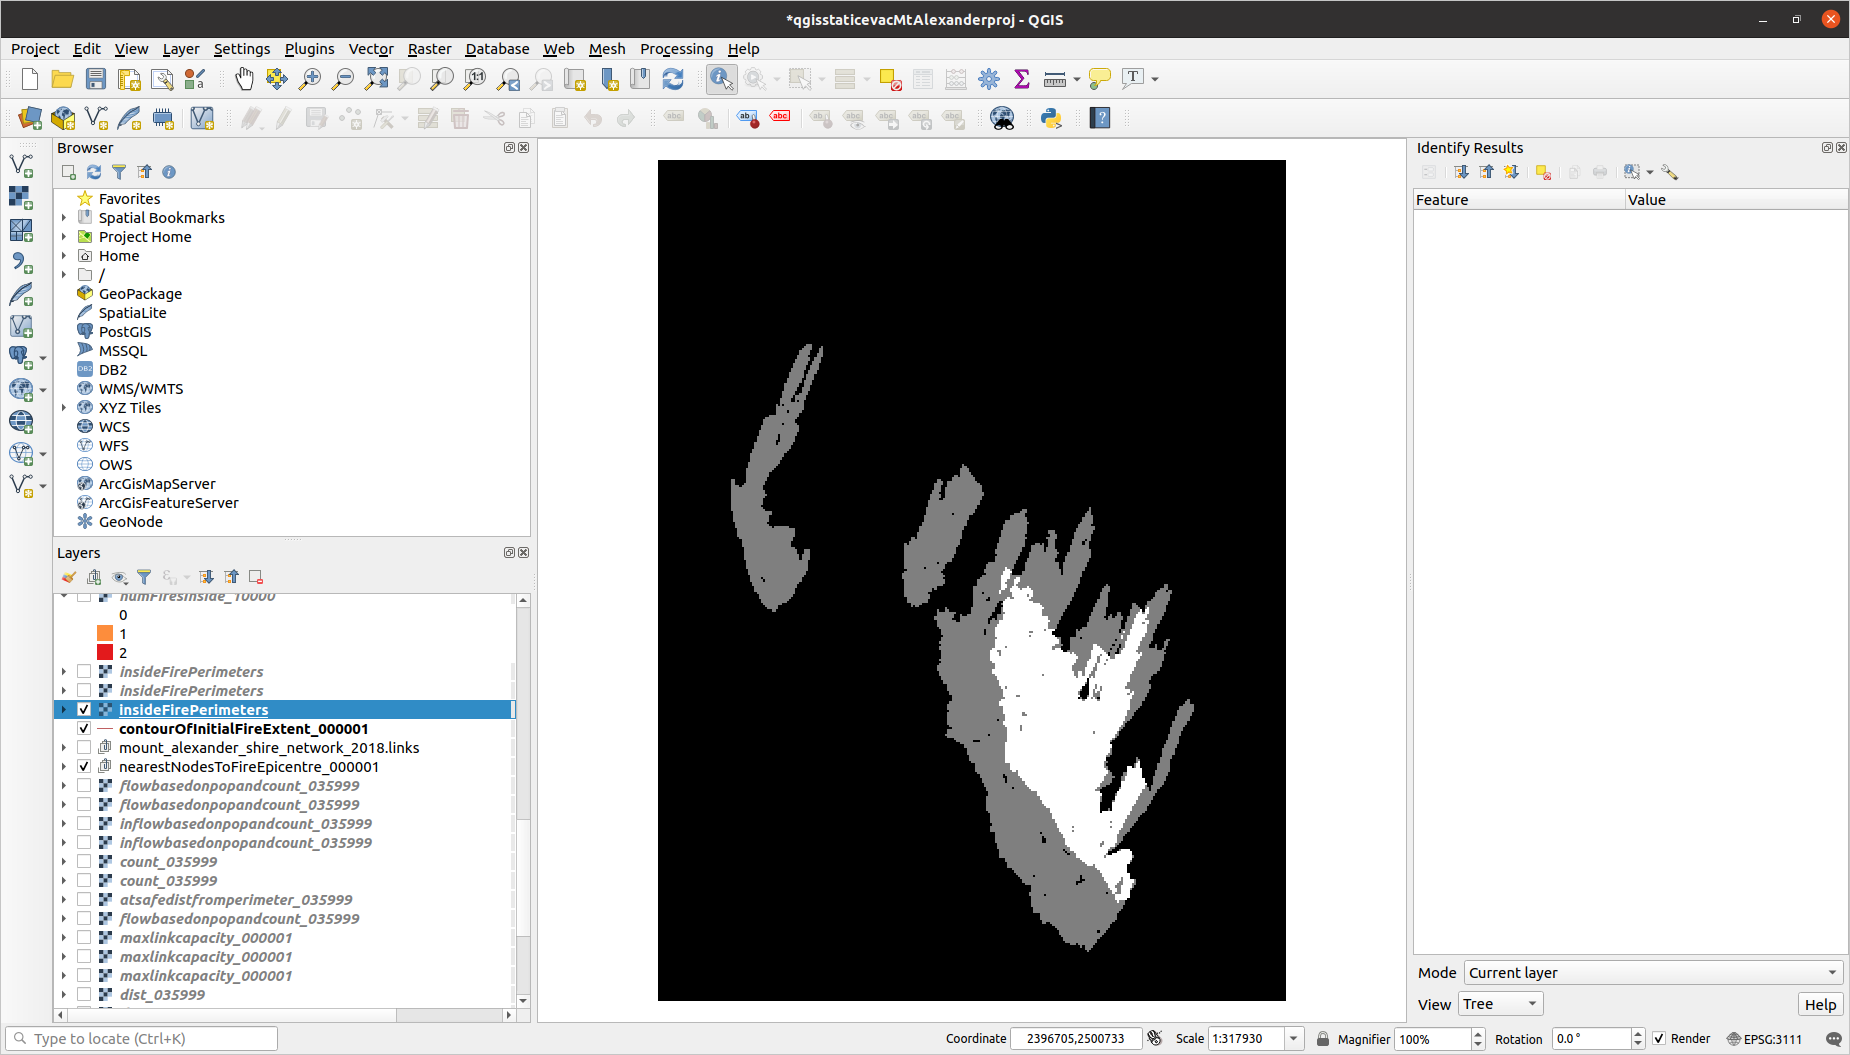 *qgisstaticevacMtAlexanderproj - QGIS
Project Edit View Layer Settings Plugins Vector Raster Database Web Mesh Processing Help
Browser
Favorites
Spatial Bookmarks
Project Home
Home
/
GeoPackage
SpatiaLite
PostGIS
MSSQL
DB2
WMS/WMTS
XYZ Tiles
WCS
WFS
OWS
ArcGisMapServer
ArcGisFeatureServer
GeoNode
Layers
numFiresInside_10000
0
1
2
insideFirePerimeters
insideFirePerimeters
insideFirePerimeters
contourOfInitialFireExtent_000001
mount_alexander_shire_network_2018.links
nearestNodesToFireEpicentre_000001
flowbasedonpopandcount_035999
flowbasedonpopandcount_035999
inflowbasedonpopandcount_035999
inflowbasedonpopandcount_035999
count_035999
count_035999
atsafedistfromperimeter_035999
flowbasedonpopandcount_035999
maxlinkcapacity_000001
maxlinkcapacity_000001
maxlinkcapacity_000001
dist_035999
Identify Results
Feature Value
Mode Current layer
View Tree Help
Type to locate (Ctrl+K) Coordinate 2396705,2500733 Scale 1:317930 Magnifier 100% Rotation 0.0 ° Render EPSG:3111